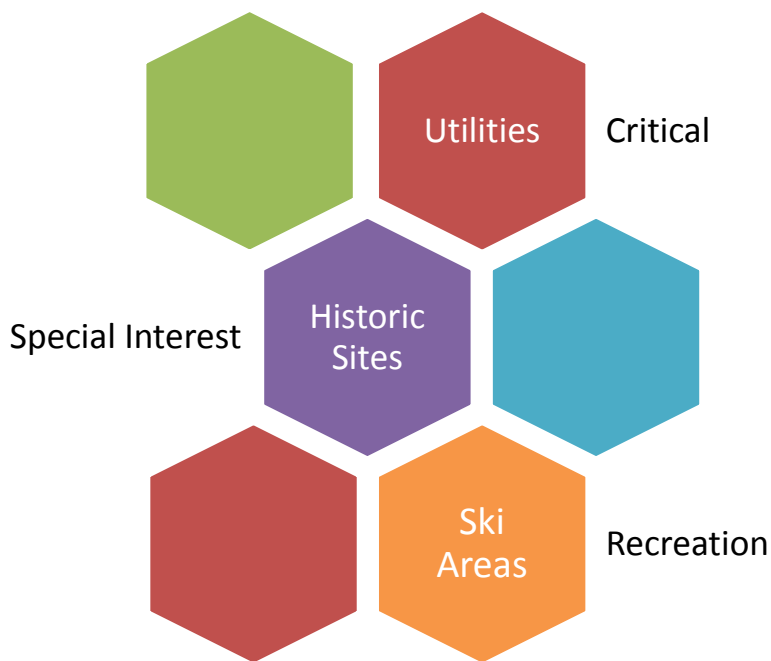 Utilities
Critical
Special Interest
Historic
Sites
Ski
Areas
Recreation